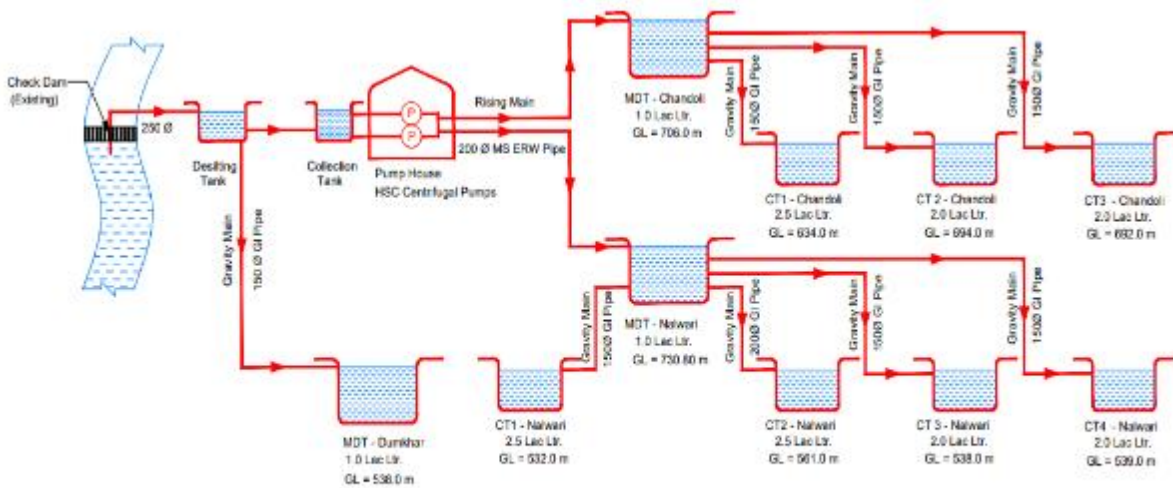 Check Dam
(Existing)
250 Ø
Desilting
Tank
Collection
Tank
Pump House
HSC Centrifugal Pumps
P
P
Rising Main
200 Ø MS ERW Pipe
Gravity Main
150 Ø GI Pipe
MDT - Chandoli
1.0 Lac Ltr.
GL = 706.0 m
Gravity Main
150Ø GI Pipe
Gravity Main
150Ø GI Pipe
Gravity Main
150Ø GI Pipe
CT1 - Chandoli
2.5 Lac Ltr.
GL = 634.0 m
CT 2 - Chandoli
2.0 Lac Ltr.
GL = 694.0 m
CT3 - Chandoli
2.0 Lac Ltr.
GL = 692.0 m
MDT - Nalwari
1.0 Lac Ltr.
GL = 730.80 m
Gravity Main
150Ø GI Pipe
Gravity Main
200Ø GI Pipe
Gravity Main
150Ø GI Pipe
Gravity Main
150Ø GI Pipe
MDT - Dumkhar
1.0 Lac Ltr.
GL = 538.0 m
CT1 - Nalwari
2.5 Lac Ltr.
GL = 532.0 m
CT2 - Nalwari
2.5 Lac Ltr.
GL = 561.0 m
CT 3 - Nalwari
2.0 Lac Ltr.
GL = 538.0 m
CT4 - Nalwari
2.0 Lac Ltr.
GL = 539.0 m